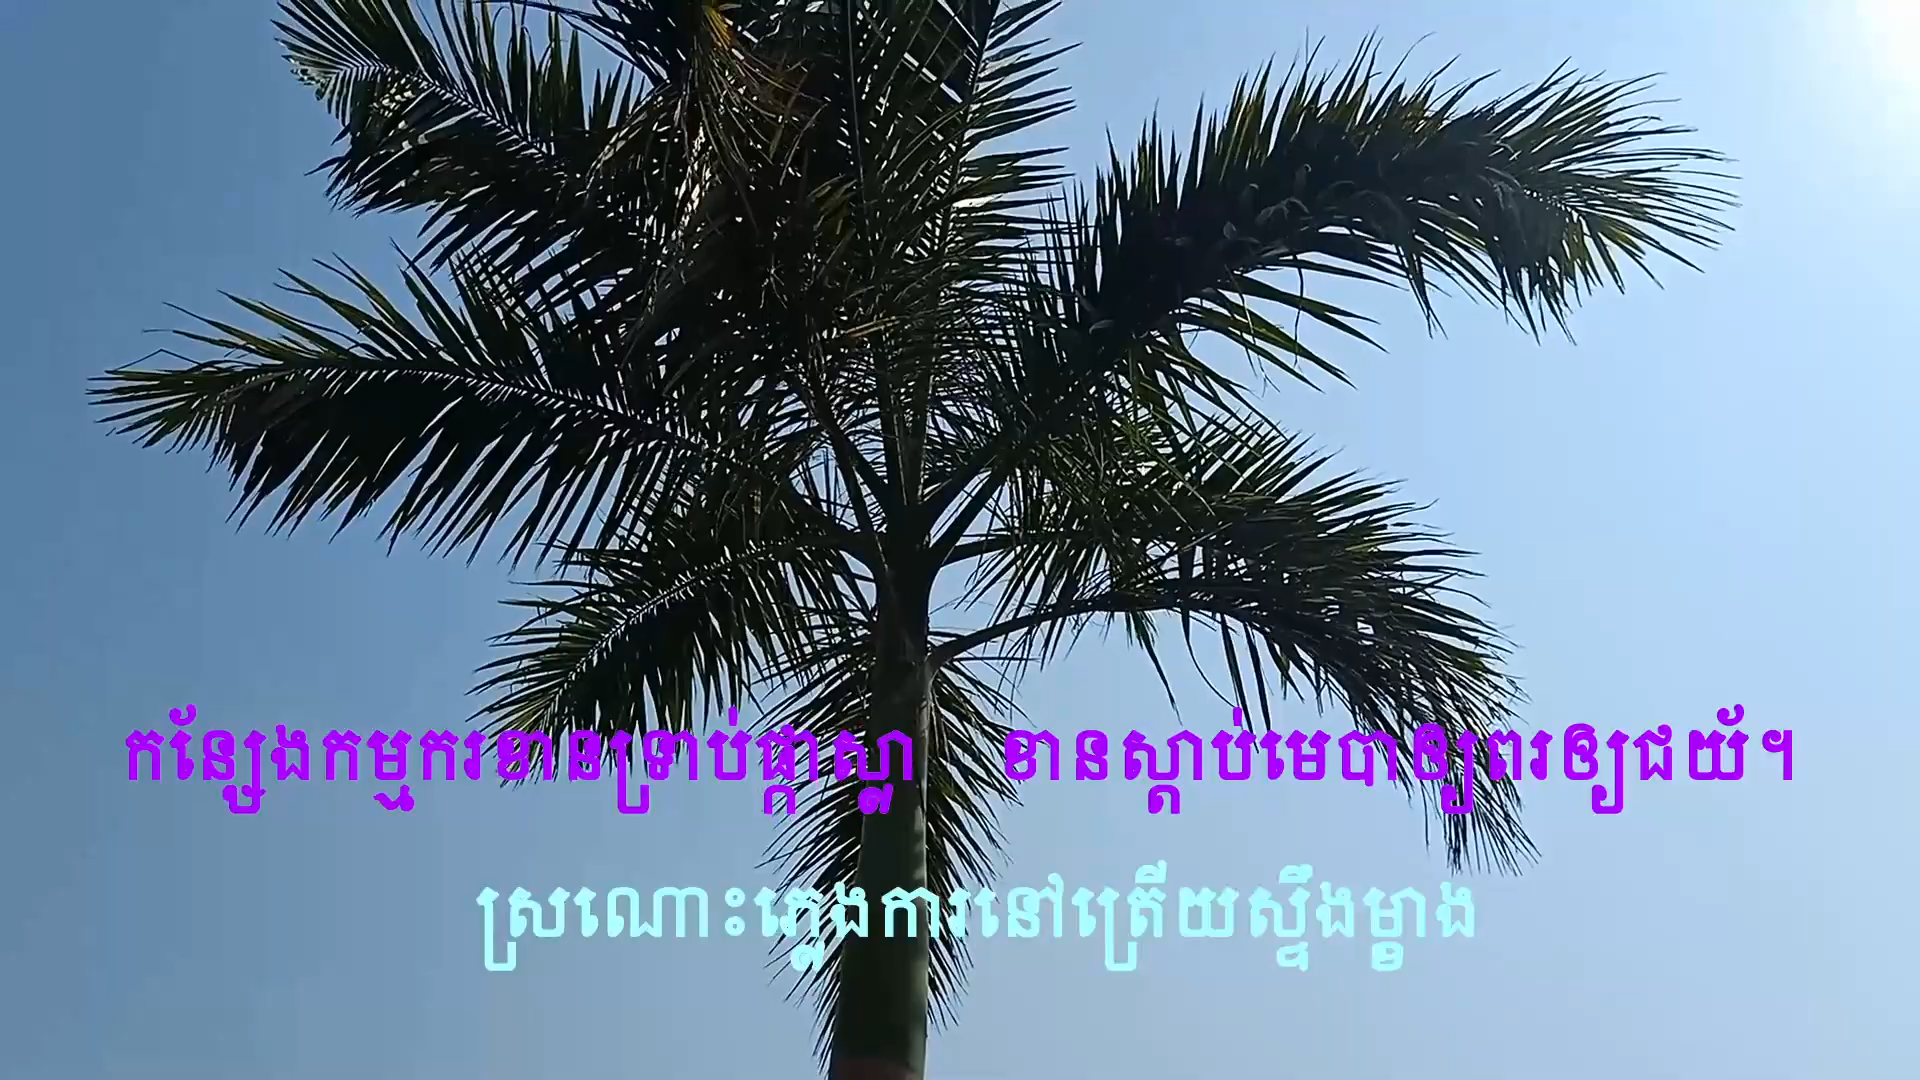 កន្សែងកម្មករខានទ្រាប់ផ្កាស្លា ខានស្តាប់មេបាឲ្យពរឲ្យជយ័។
ស្រណោះភ្លេងការនៅត្រើយស្ទឹងម្ខាង